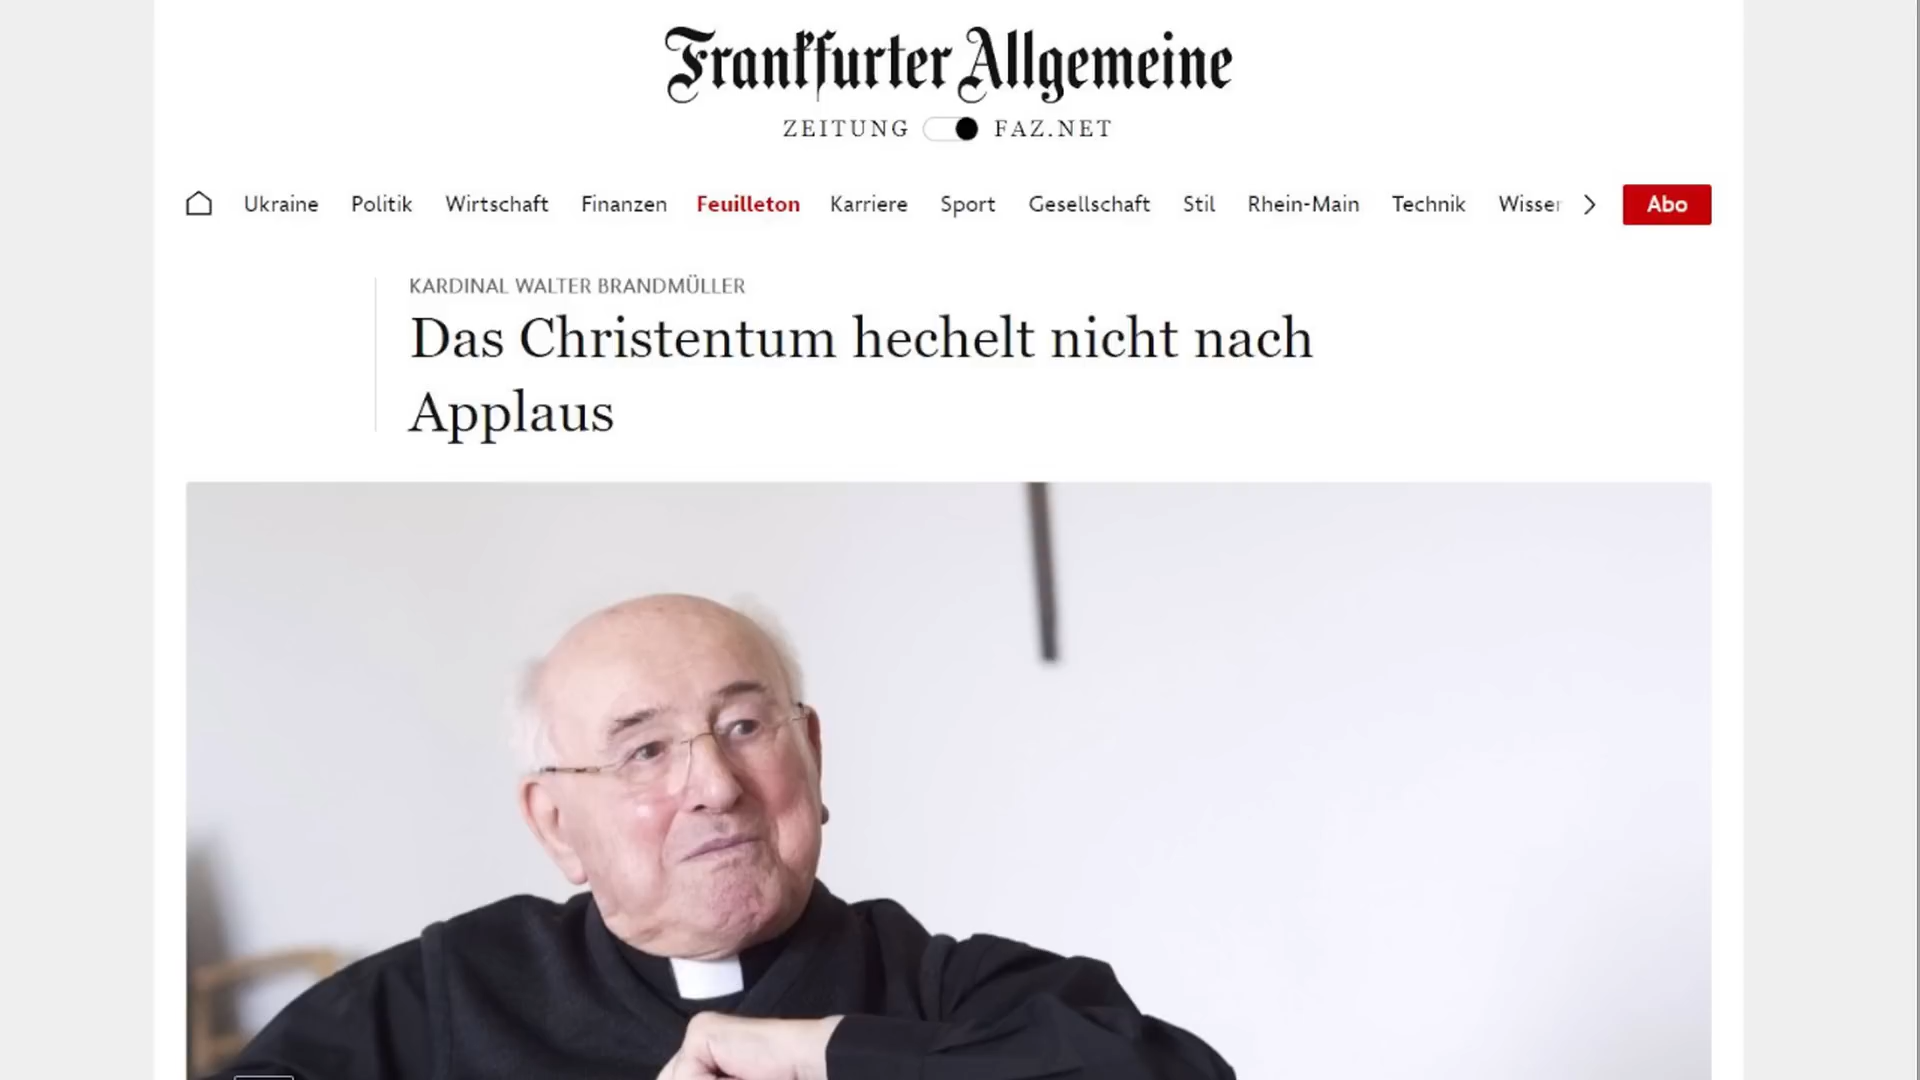 Frankfurter Allgemeine
ZEITUNG FAZ.NET
Ukraine Politik Wirtschaft Finanzen Feuilleton Karriere Sport Gesellschaft Stil Rhein-Main Technik Wissen Abo
KARDINAL WALTER BRANDMÜLLER
Das Christentum hechelt nicht nach
Applaus